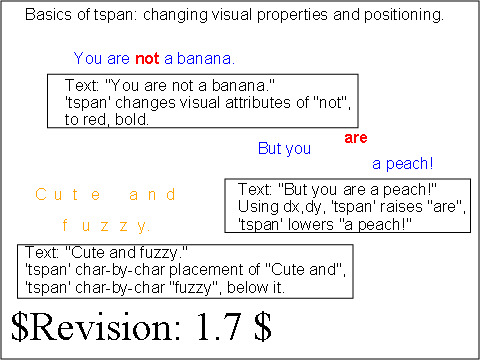 Basics of tspan: changing visual properties and positioning.
You are not a banana.
Text: "You are not a banana."
'tspan' changes visual attributes of "not",
to red, bold.
But you are a peach!
Text: "But you are a peach!"
Using dx,dy, 'tspan' raises "are",
'tspan' lowers "a peach!"
Cute and
fuzzy.
Text: "Cute and fuzzy."
'tspan' char-by-char placement of "Cute and",
'tspan' char-by-char "fuzzy", below it.
$Revision: 1.7 $